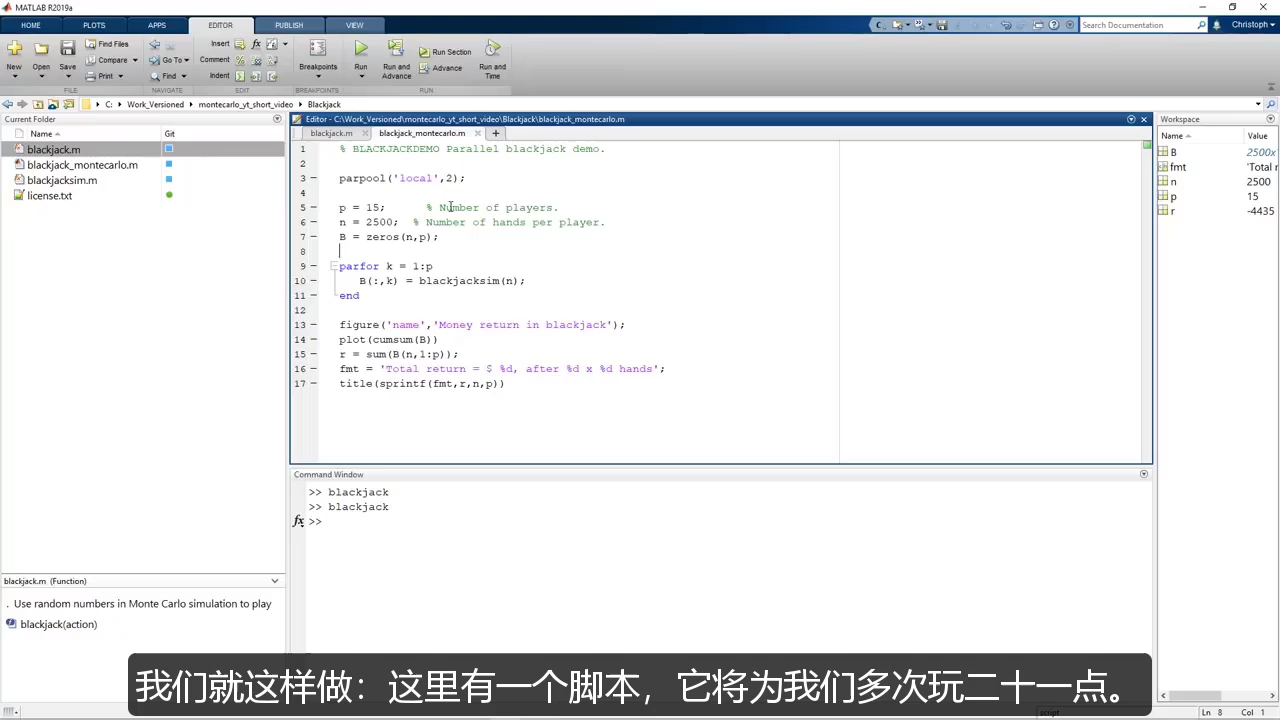 MATLAB R2019a
HOME PLOTS APPS EDITOR PUBLISH VIEW
Search Documentation Christoph
New Open Save Find Files Compare Print Go To Find Insert Comment Indent fx Breakpoints Run Run and Advance Run Section Advance Run and Time
FILE NAVIGATE EDIT BREAKPOINTS RUN
C: Work_Versioned montecarlo_yt_short_video Blackjack
Current Folder
Name Git
blackjack.m
blackjack_montecarlo.m
blackjacksim.m
license.txt
blackjack.m (Function)
. Use random numbers in Monte Carlo simulation to play
blackjack(action)
Editor - C:\Work_Versioned\montecarlo_yt_short_video\Blackjack\blackjack_montecarlo.m
blackjack.m blackjack_montecarlo.m
1 % BLACKJACKDEMO Parallel blackjack demo.
2
3 parpool('local',2);
4
5 p = 15; % Number of players.
6 n = 2500; % Number of hands per player.
7 B = zeros(n,p);
8
9 parfor k = 1:p
10 B(:,k) = blackjacksim(n);
11 end
12
13 figure('name','Money return in blackjack');
14 plot(cumsum(B))
15 r = sum(B(n,1:p));
16 fmt = 'Total return = $ %d, after %d x %d hands';
17 title(sprintf(fmt,r,n,p))
Command Window
>> blackjack
>> blackjack
fx >>
Workspace
Name Value
B 2500x
fmt 'Total r
n 2500
p 15
r -4435
我们就这样做：这里有一个脚本，它将为我们多次玩二十一点。
script Ln 8 Col 1